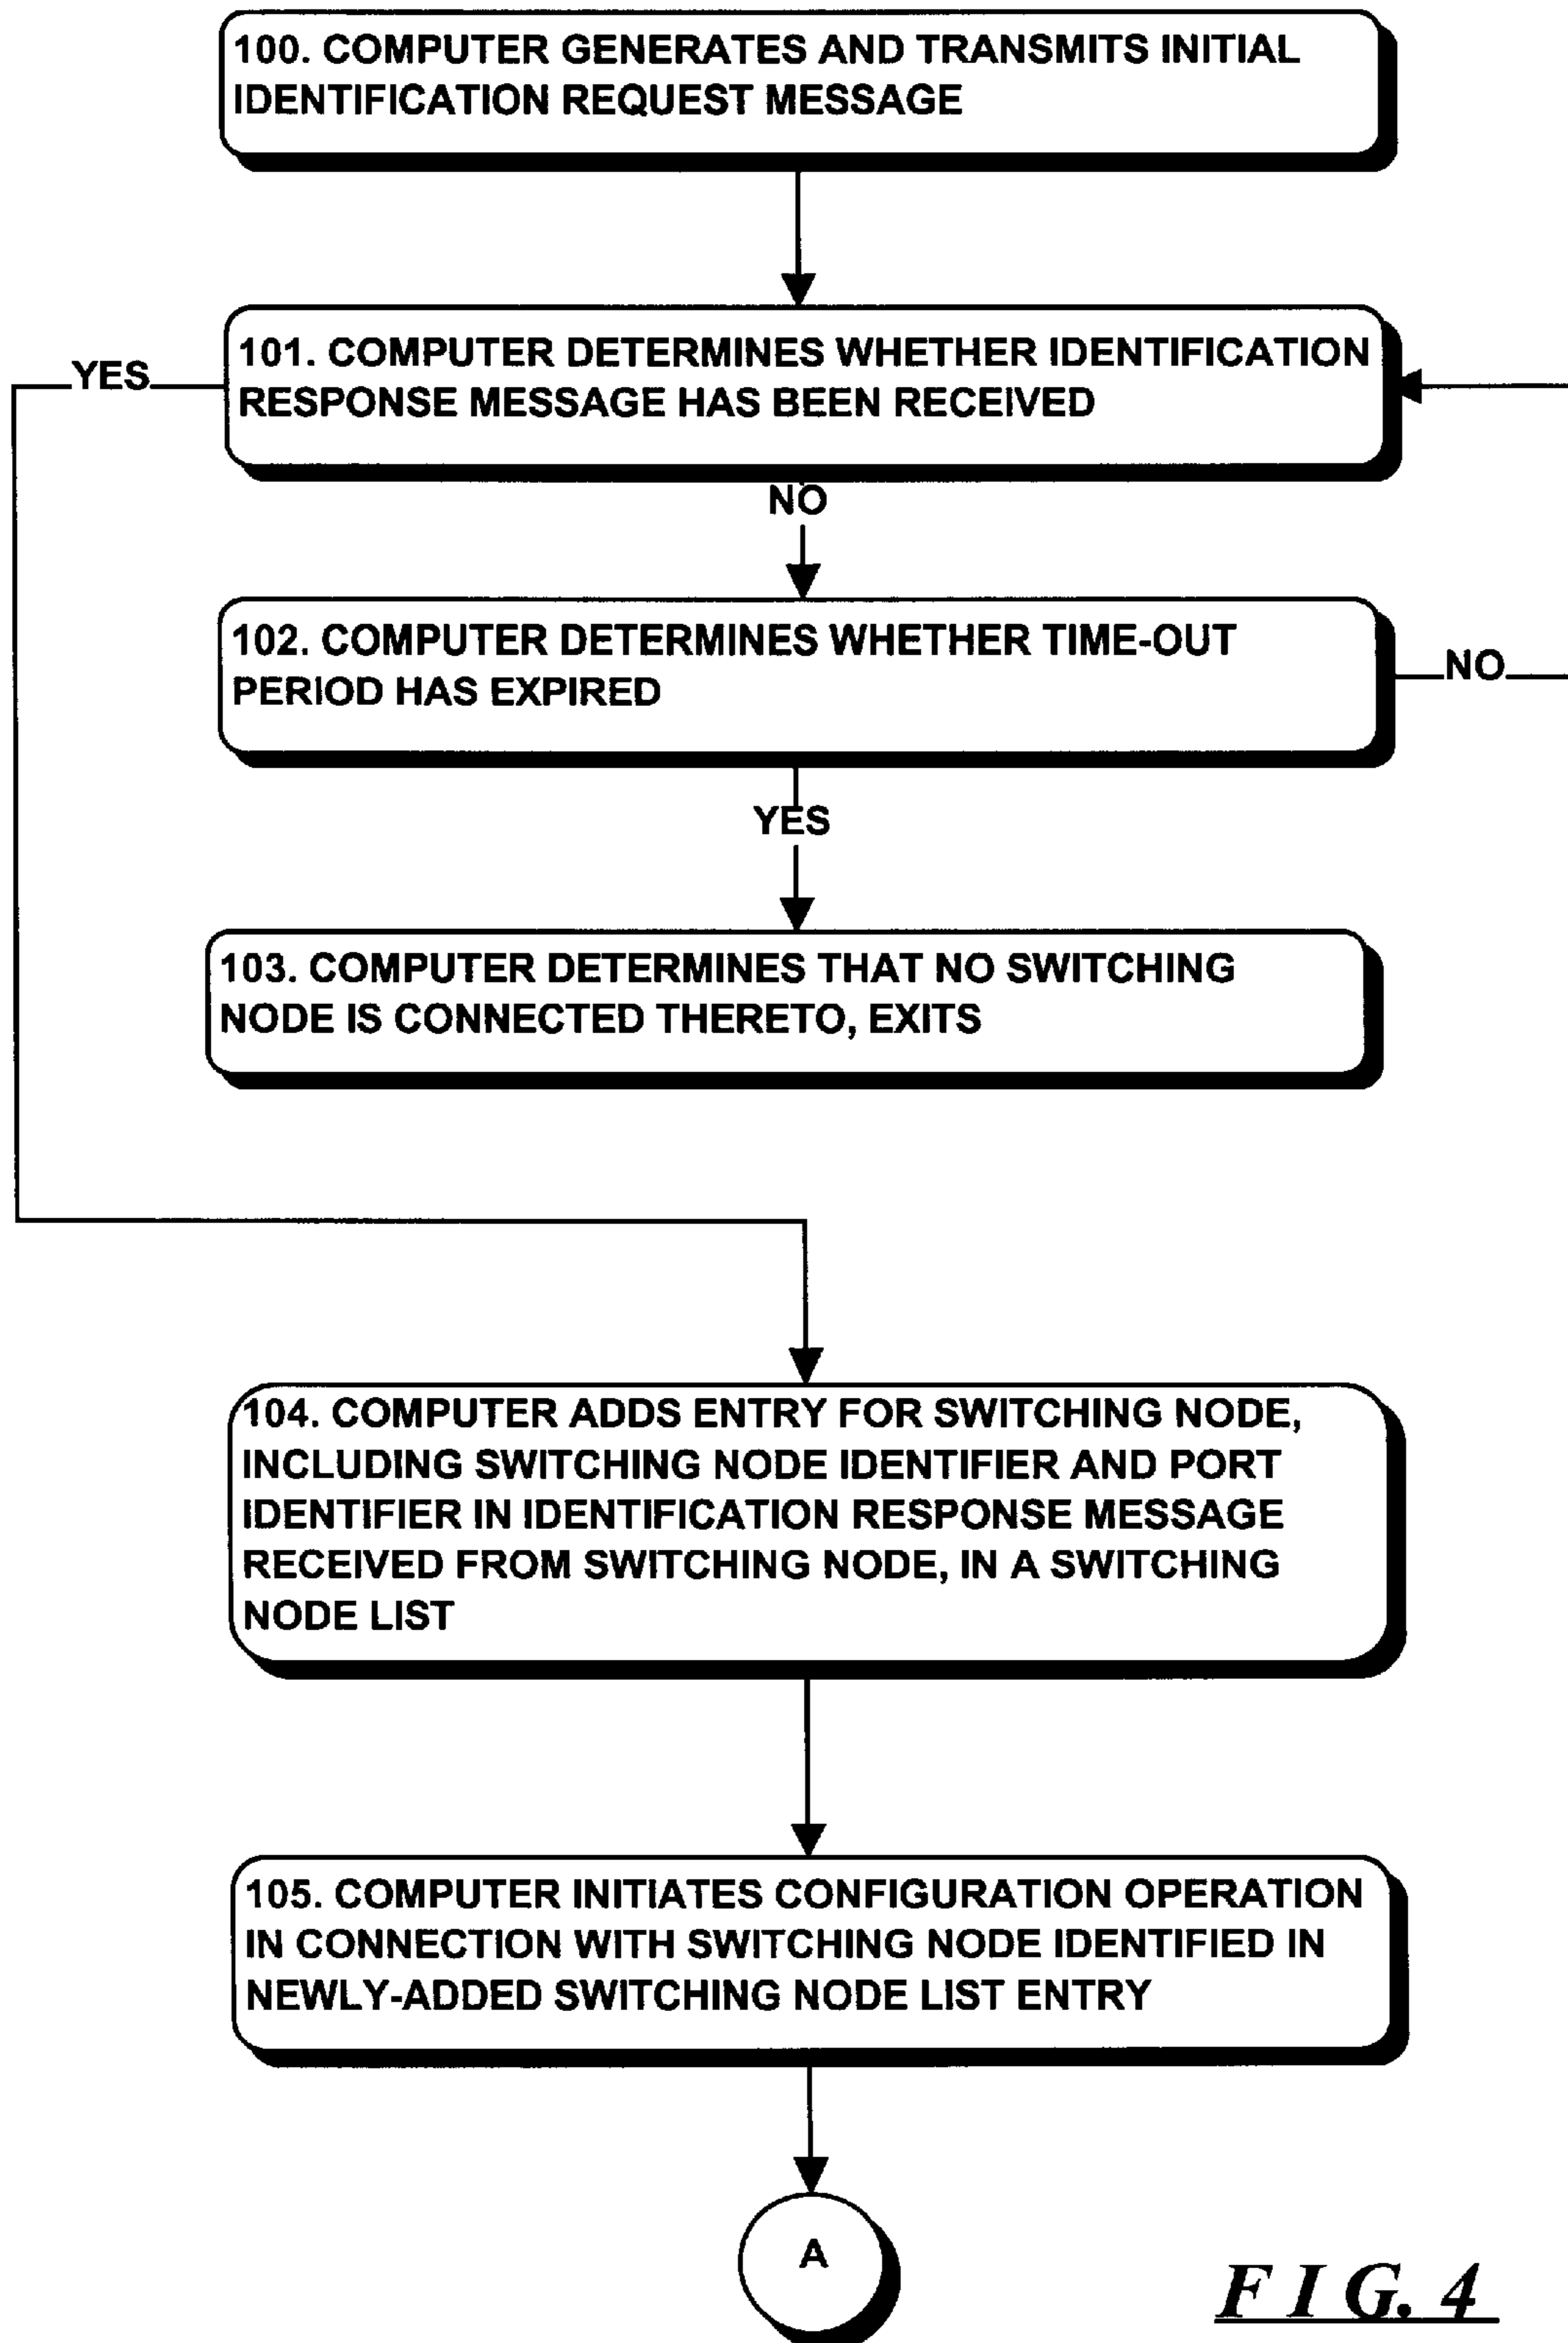 100. COMPUTER GENERATES AND TRANSMITS INITIAL
IDENTIFICATION REQUEST MESSAGE
101. COMPUTER DETERMINES WHETHER IDENTIFICATION
RESPONSE MESSAGE HAS BEEN RECEIVED
YES
NO
102. COMPUTER DETERMINES WHETHER TIME-OUT
PERIOD HAS EXPIRED
NO
YES
103. COMPUTER DETERMINES THAT NO SWITCHING
NODE IS CONNECTED THERETO, EXITS
104. COMPUTER ADDS ENTRY FOR SWITCHING NODE,
INCLUDING SWITCHING NODE IDENTIFIER AND PORT
IDENTIFIER IN IDENTIFICATION RESPONSE MESSAGE
RECEIVED FROM SWITCHING NODE, IN A SWITCHING
NODE LIST
105. COMPUTER INITIATES CONFIGURATION OPERATION
IN CONNECTION WITH SWITCHING NODE IDENTIFIED IN
NEWLY-ADDED SWITCHING NODE LIST ENTRY
A
FIG. 4